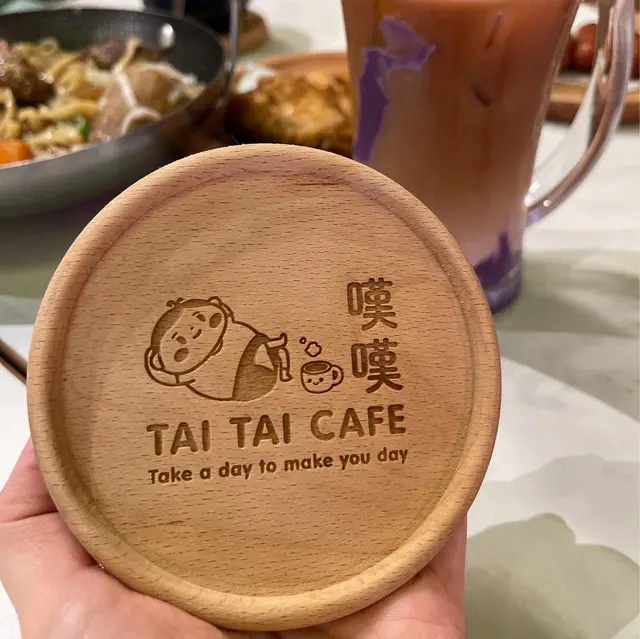 嘆
嘆
TAI TAI CAFE
Take a day to make you day